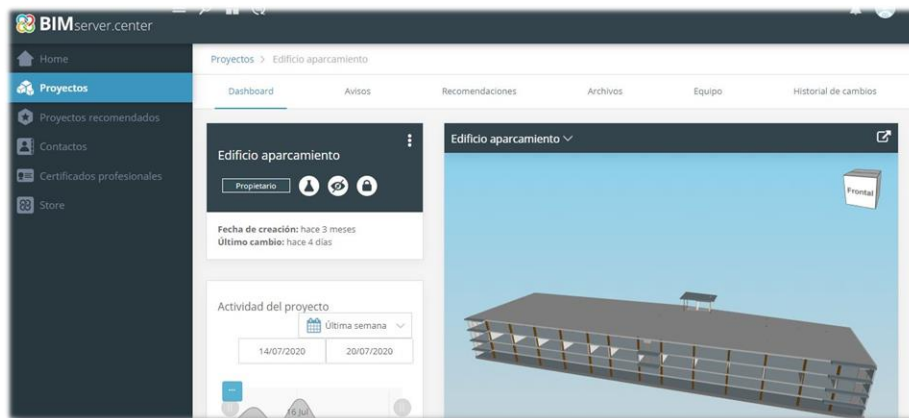 BIMserver.center
Home
Proyectos
Proyectos recomendados
Contactos
Certificados profesionales
Store
Proyectos > Edificio aparcamiento
Dashboard Avisos Recomendaciones Archivos Equipo Historial de cambios
Edificio aparcamiento
Propietario
Fecha de creación: hace 3 meses
Último cambio: hace 4 días
Actividad del proyecto
Última semana
14/07/2020 20/07/2020
16 Jul
Edificio aparcamiento
Frontal